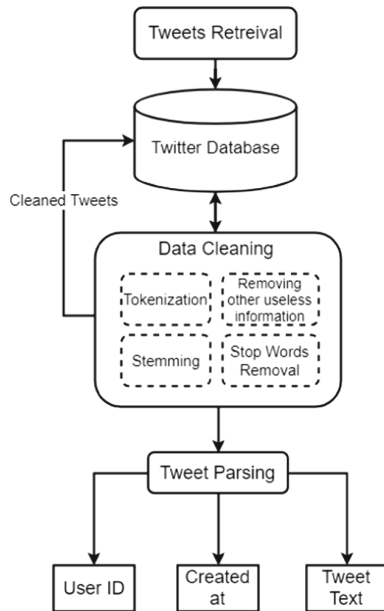 Tweets Retreival
Twitter Database
Cleaned Tweets
Data Cleaning
Tokenization
Removing
other useless
information
Stemming
Stop Words
Removal
Tweet Parsing
User ID
Created
at
Tweet
Text